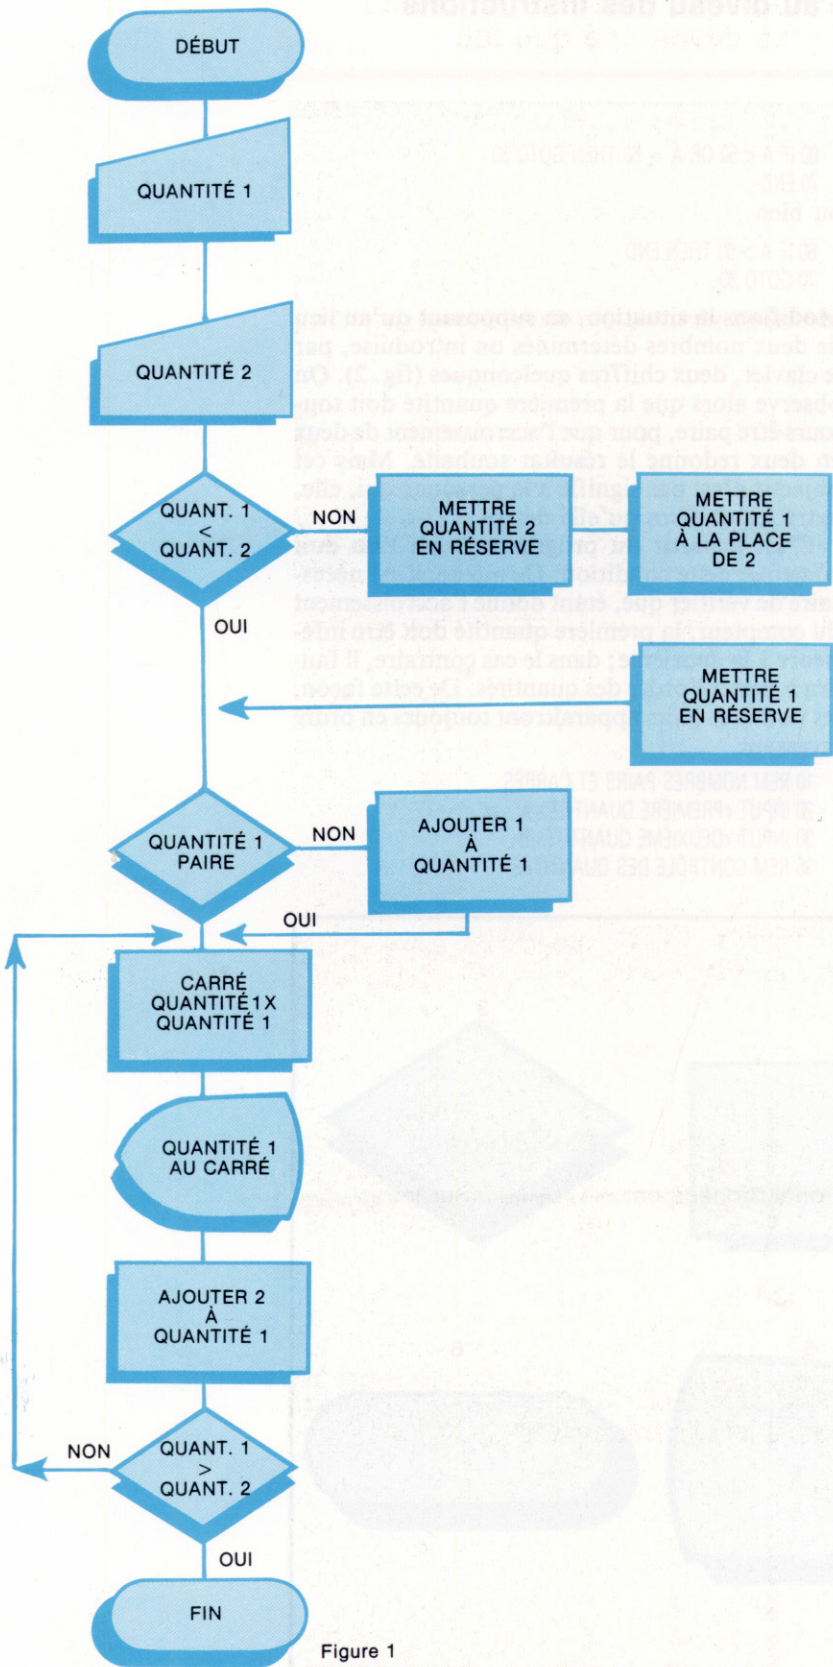 DÉBUT
QUANTITÉ 1
QUANTITÉ 2
QUANT. 1
<
QUANT. 2
NON
METTRE
QUANTITÉ 2
EN RÉSERVE
METTRE
QUANTITÉ 1
À LA PLACE
DE 2
OUI
METTRE
QUANTITÉ 1
EN RÉSERVE
QUANTITÉ 1
PAIRE
NON
AJOUTER 1
À
QUANTITÉ 1
OUI
CARRÉ
QUANTITÉ1X
QUANTITÉ 1
QUANTITÉ 1
AU CARRÉ
AJOUTER 2
À
QUANTITÉ 1
NON
QUANT. 1
>
QUANT. 2
OUI
FIN
Figure 1